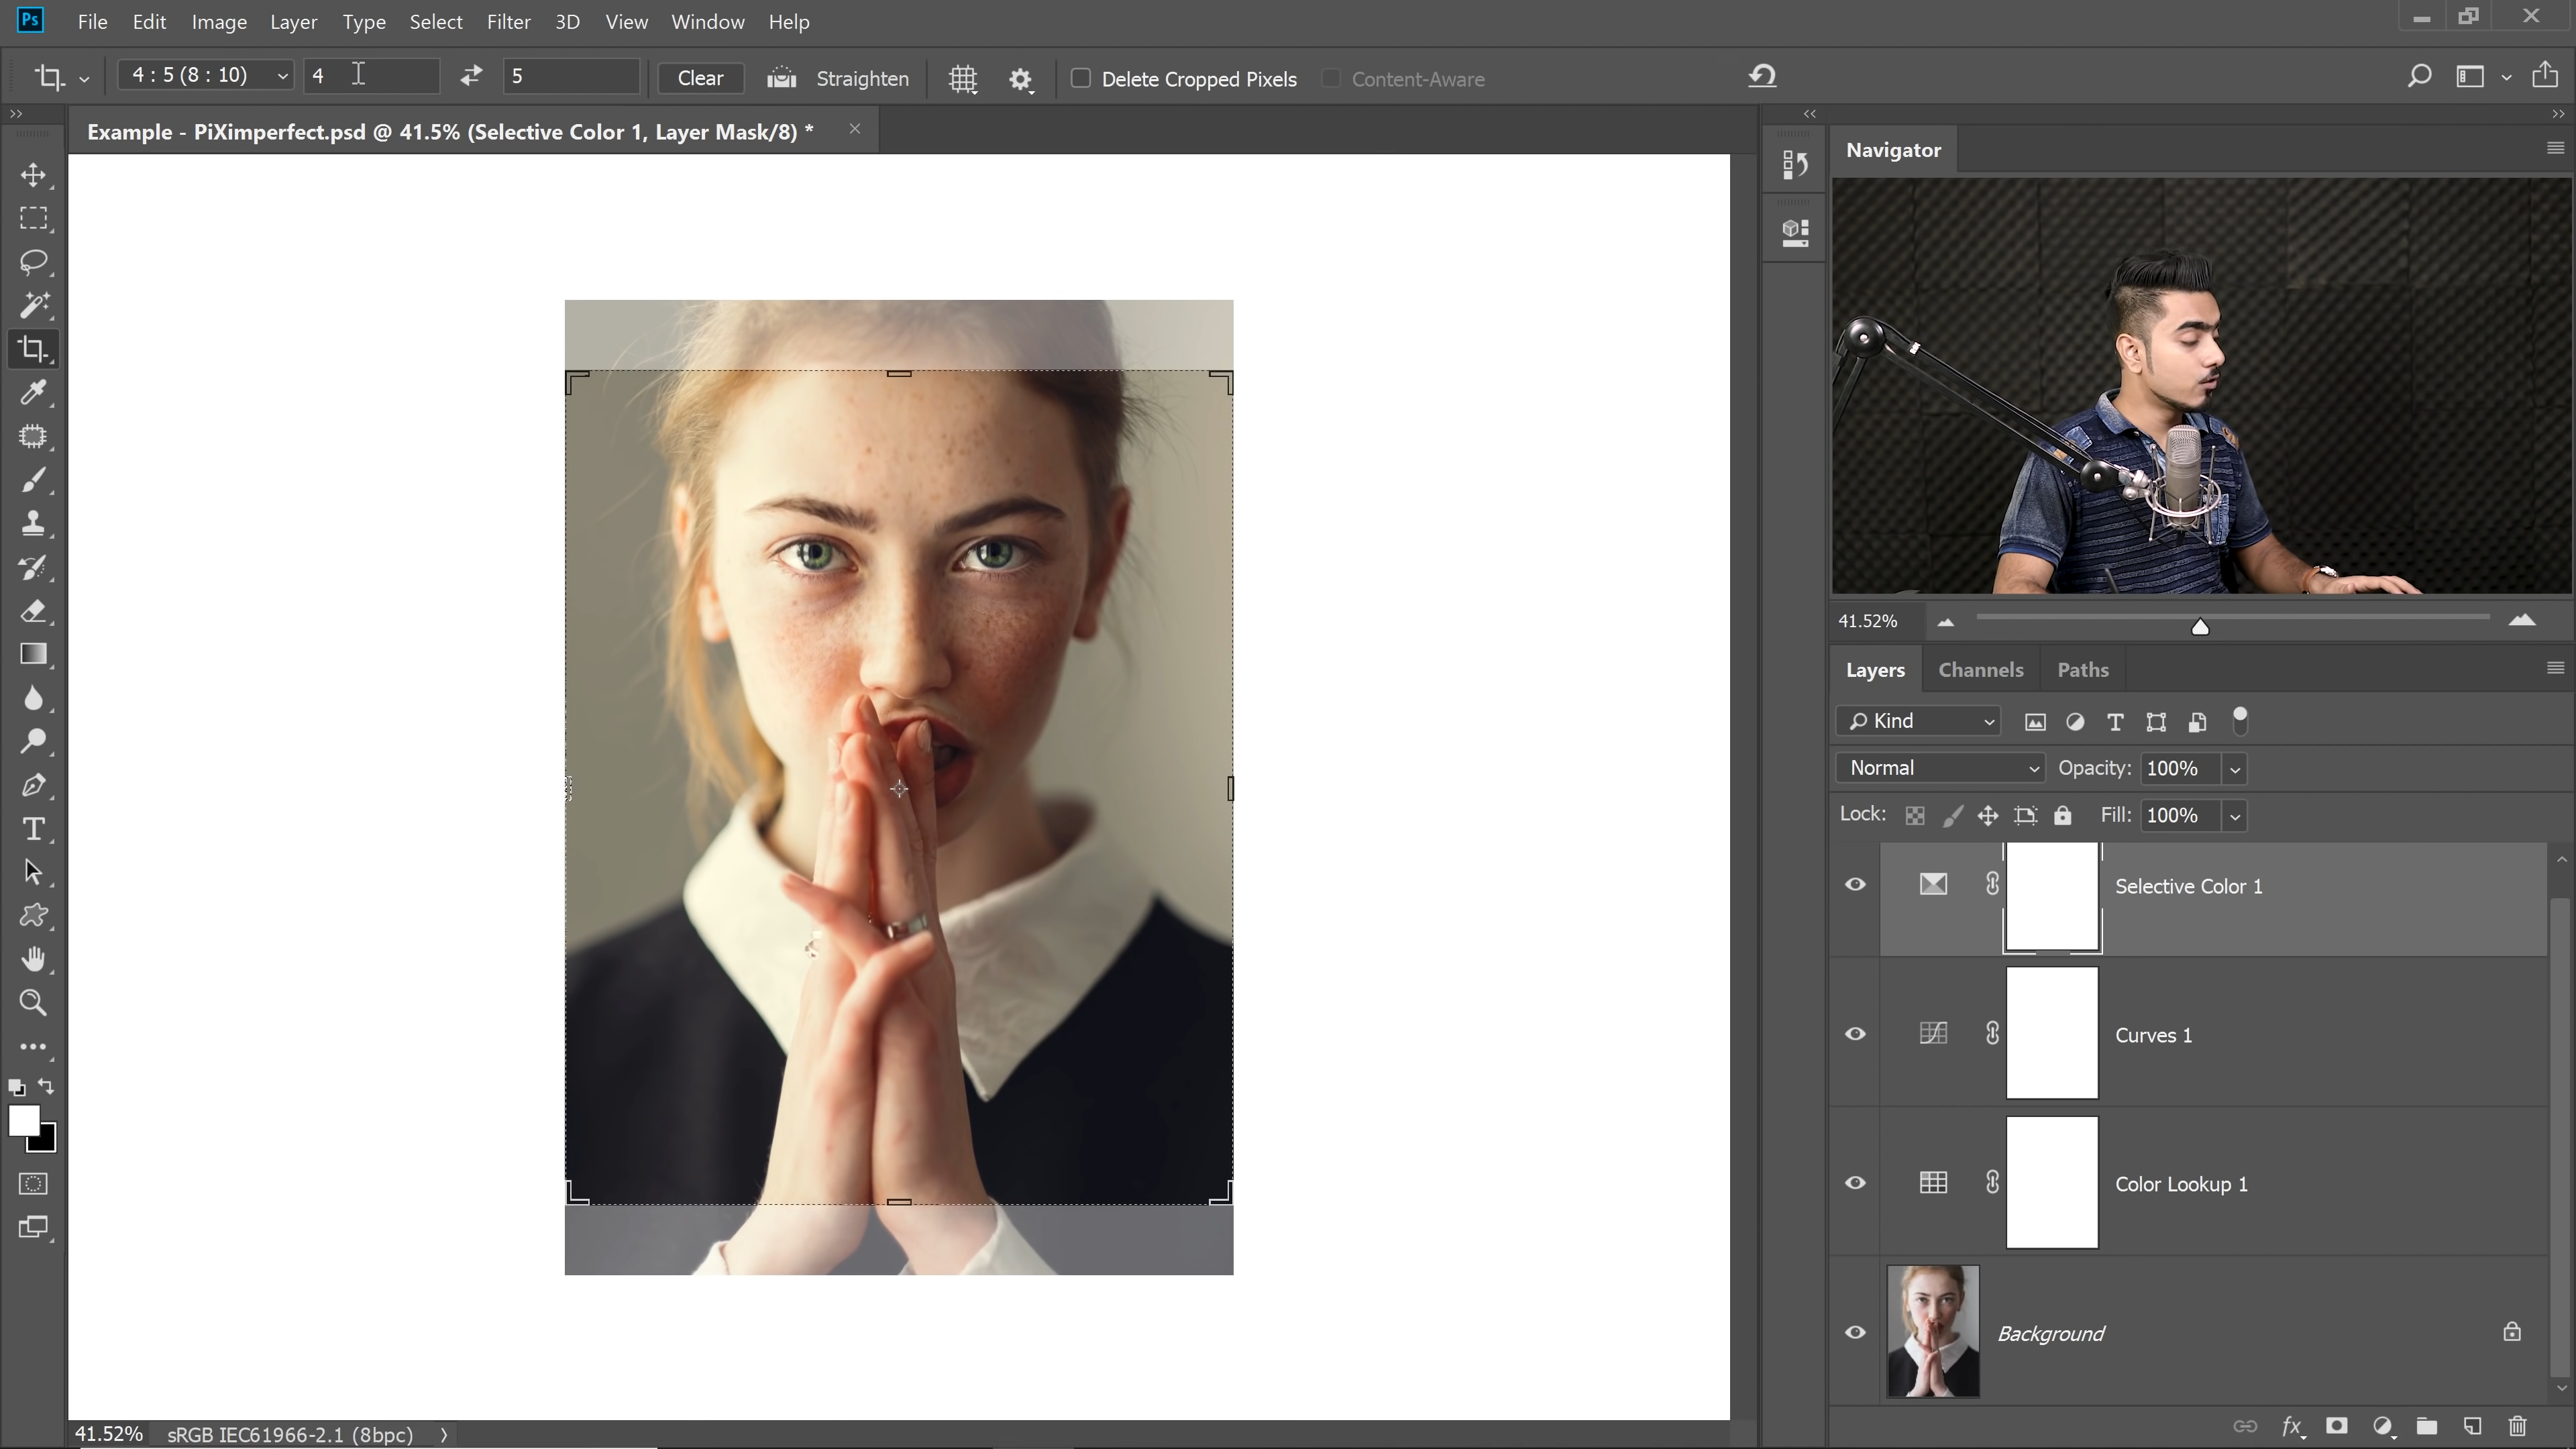 Ps File Edit Image Layer Type Select Filter 3D View Window Help
4 : 5 (8 : 10) 4 5 Clear Straighten Delete Cropped Pixels Content-Aware
Example - PiXimperfect.psd @ 41.5% (Selective Color 1, Layer Mask/8) *
Navigator
41.52%
Layers Channels Paths
Kind
Normal Opacity: 100%
Lock: Fill: 100%
Selective Color 1
Curves 1
Color Lookup 1
Background
fx
41.52% sRGB IEC61966-2.1 (8bpc)